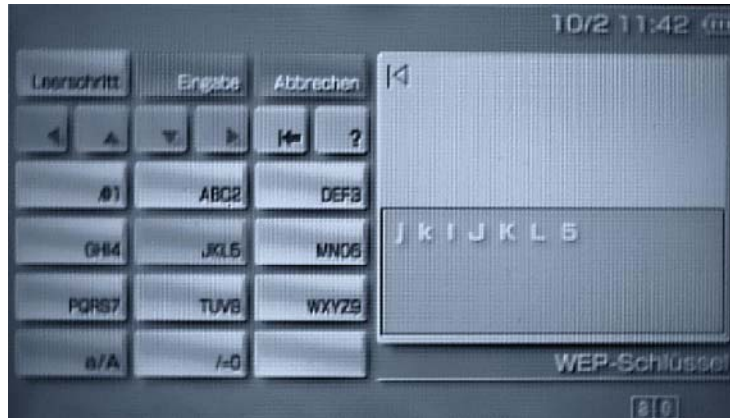 10/2 11:42
Leerschritt Eingabe Abbrechen
?
.@1 ABC2 DEF3
GHI4 JKL5 MNO6
j k l J K L 5
PQRS7 TUV8 WXYZ9
a/A /-=0
WEP-Schlüssel